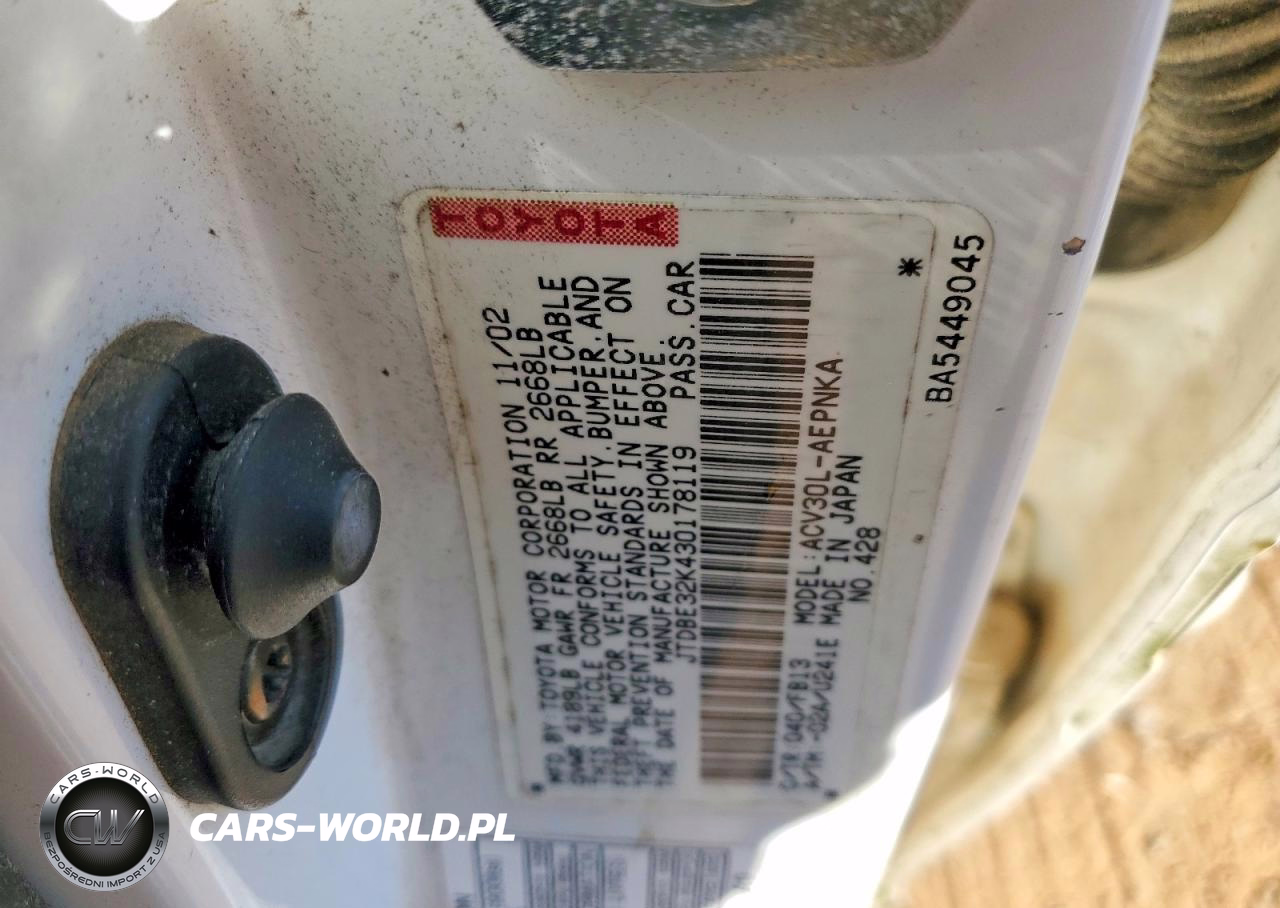 TOYOTA
MFD BY: TOYOTA MOTOR CORPORATION 11/02
GVWR 4189LB GAWR FR 2668LB RR 2668LB
THIS VEHICLE CONFORMS TO ALL APPLICABLE
FEDERAL MOTOR VEHICLE SAFETY, BUMPER, AND
THEFT PREVENTION STANDARDS IN EFFECT ON
THE DATE OF MANUFACTURE SHOWN ABOVE.
JTDBE32K430178119 PASS.CAR
C/TR:040/FB13 MODEL:ACV30L-AEPNKA
A/TM:-02A/U241E MADE IN JAPAN
NO.428
*
BA5449045
CARS-WORLD
CW
BEZPOŚREDNI IMPORT Z USA
CARS-WORLD.PL